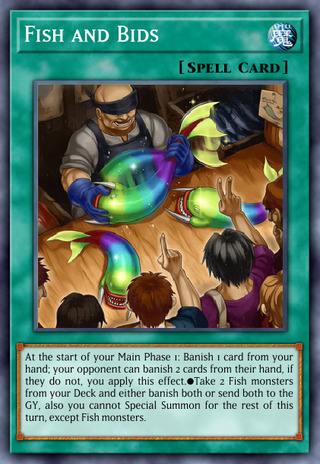 Fish and Bids
[Spell Card]
At the start of your Main Phase 1: Banish 1 card from your
hand; your opponent can banish 2 cards from their hand, if
they do not, you apply this effect.●Take 2 Fish monsters
from your Deck and either banish both or send both to the
GY, also you cannot Special Summon for the rest of this
turn, except Fish monsters.